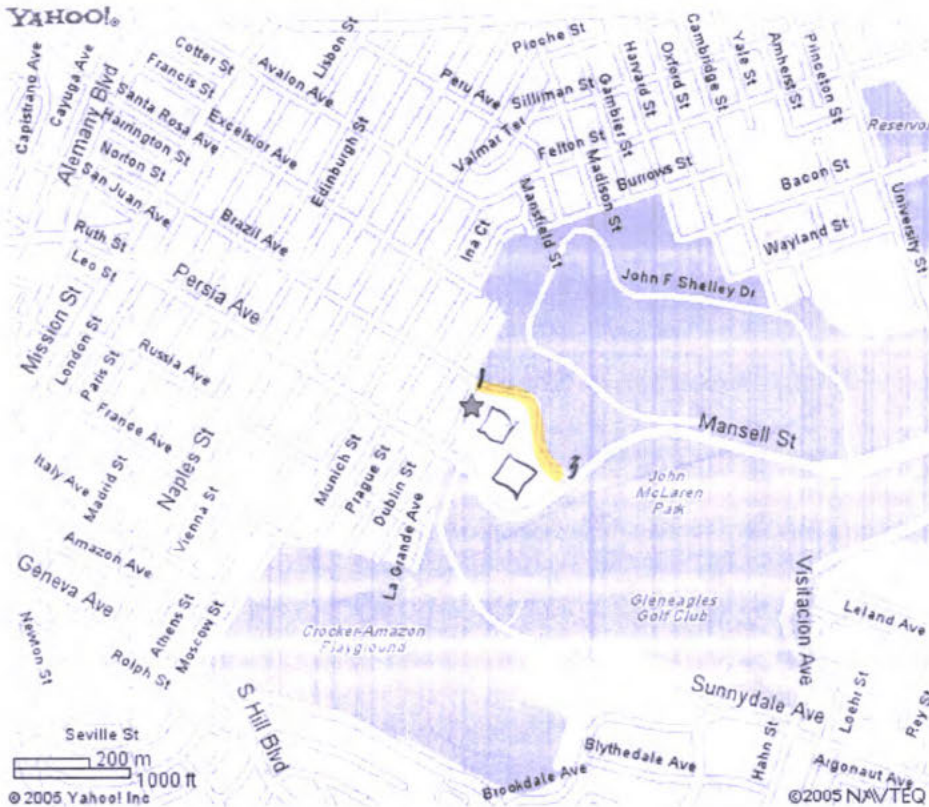 YAHOO!®
Capistrano Ave
Cayuga Ave
Alemany Blvd
Cotter St
Francis St
Santa Rosa Ave
Harrington St
Norton St
San Juan Ave
Ruth St
Leo St
Avalon Ave
Excelsior Ave
Brazil Ave
Lisbon St
Edinburgh St
Persia Ave
Russia Ave
Mission St
London St
Paris St
France Ave
Italy Ave
Madrid St
Naples St
Vienna St
Amazon Ave
Geneva Ave
Newton St
Athens St
Moscow St
Rolph St
Seville St
S Hill Blvd
Pioche St
Peru Ave
Silliman St
Valmar Ter
Felton St
Gambier St
Harvard St
Oxford St
Cambridge St
Yale St
Amherst St
Princeton St
Madison St
Burrows St
Bacon St
Wayland St
University St
Mansfield St
Ina Ct
John F Shelley Dr
Mansell St
John
McLaren
Park
Munich St
Prague St
Dublin St
La Grande Ave
Crocker-Amazon
Playground
Gleneagles
Golf Club
Visitacion Ave
Leland Ave
Sunnydale Ave
Loehr St
Rey St
Hahn St
Blythedale Ave
Brookdale Ave
Argonaut Ave
200 m
1000 ft
© 2005 Yahoo! Inc
©2005 NAVTEQ